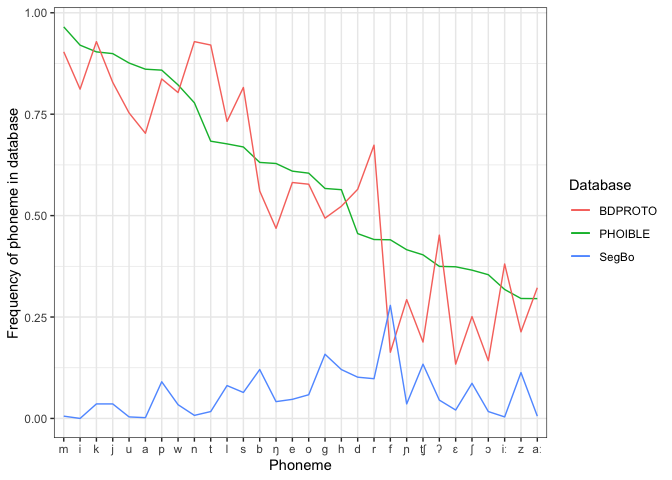 Frequency of phoneme in database
1.00
0.75
0.50
0.25
0.00
m i k j u a p w n t l s b ŋ e o g h d r f ɲ t̠ʃ ʔ ɛ ʃ ɔ iː z aː
Phoneme
Database
BDPROTO
PHOIBLE
SegBo